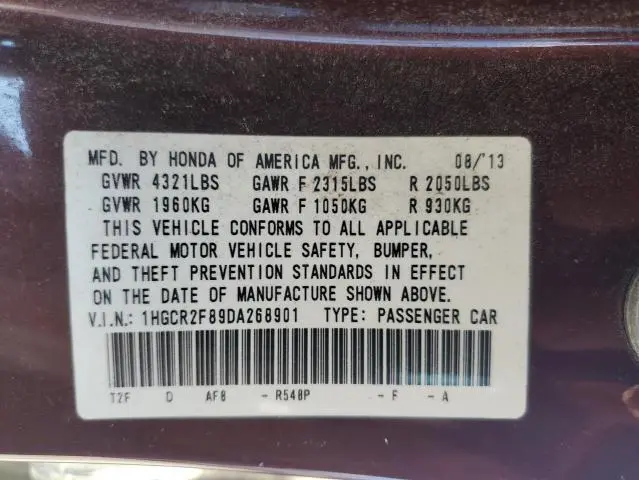 MFD. BY HONDA OF AMERICA MFG., INC. 08/'13
GVWR 4321LBS GAWR F 2315LBS R 2050LBS
GVWR 1960KG GAWR F 1050KG R 930KG
THIS VEHICLE CONFORMS TO ALL APPLICABLE
FEDERAL MOTOR VEHICLE SAFETY, BUMPER,
AND THEFT PREVENTION STANDARDS IN EFFECT
ON THE DATE OF MANUFACTURE SHOWN ABOVE.
V.I.N.: 1HGCR2F89DA268901 TYPE: PASSENGER CAR
T2F D AF0 - R548P - F - A